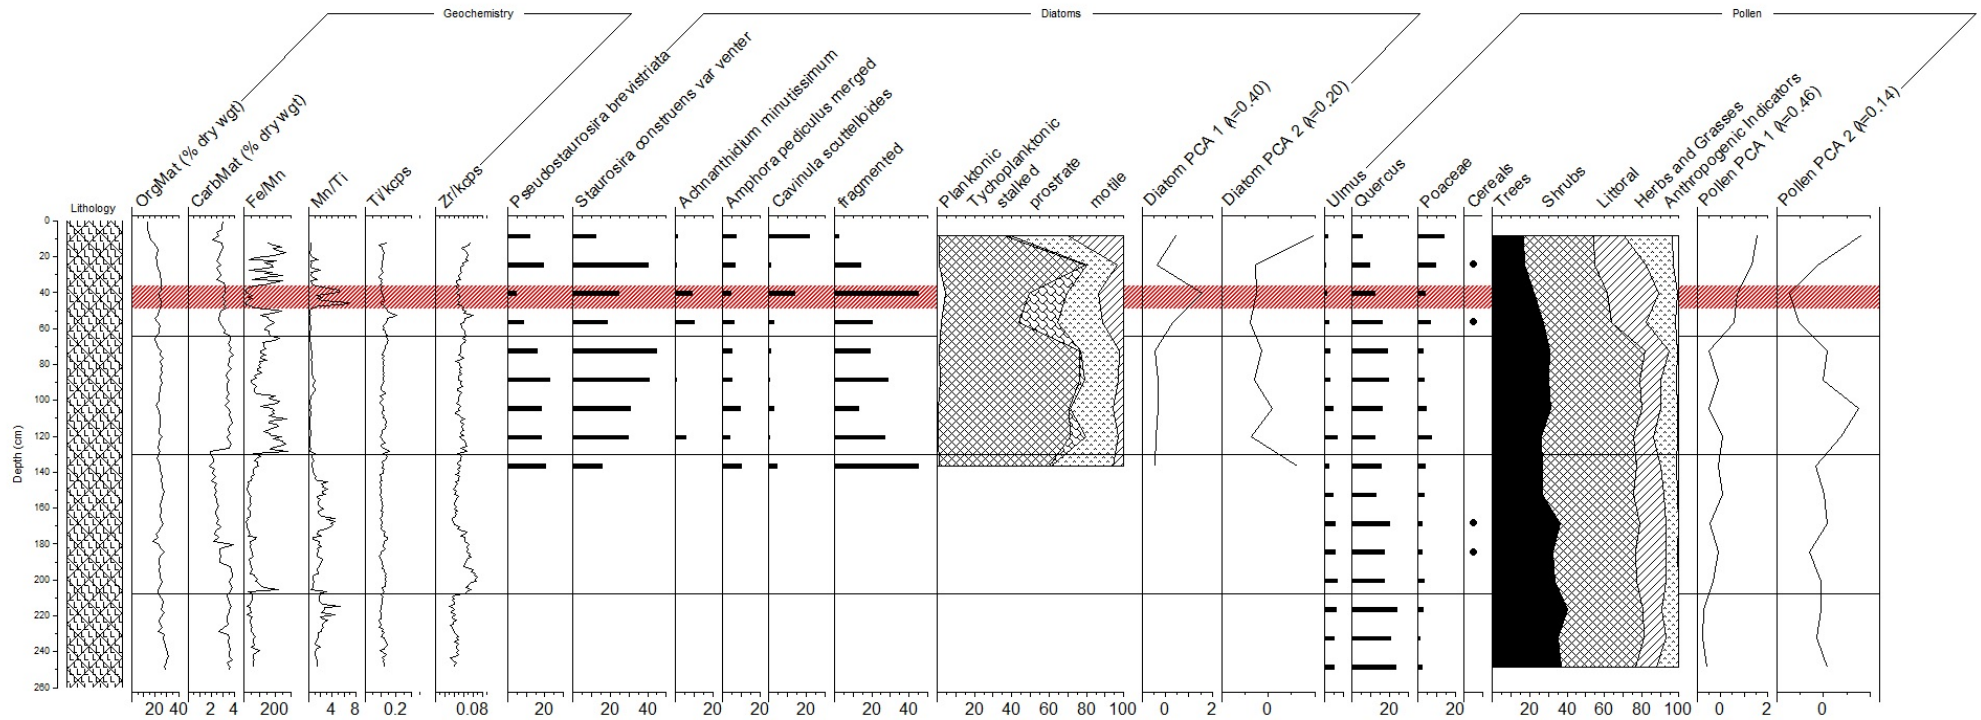 Geochemistry Diatoms Pollen
OrgMat (% dry wgt)
CarbMat (% dry wgt)
Fe/Mn
Mn/Ti
Ti/kcps
Zr/kcps
Pseudostaurosira brevistriata
Staurosira construens var venter
Achnanthidium minutissimum
Amphora pediculus merged
Cavinula scuttelloides
fragmented
Planktonic
Tychoplanktonic
stalked
prostrate
motile
Diatom PCA 1 (λ=0.40)
Diatom PCA 2 (λ=0.20)
Ulmus
Quercus
Poaceae
Cereals
Trees
Shrubs
Littoral
Herbs and Grasses
Anthropogenic Indicators
Pollen PCA 1 (λ=0.46)
Pollen PCA 2 (λ=0.14)
Lithology
Depth (cm)
0
20
40
60
80
100
120
140
160
180
200
220
240
260
20 40 2 4 200 4 8 0.2 0.08 20 20 40 20 20 20 20 40 20 40 60 80 100 0 2 0 20 20 20 40 60 80 100 0 2 0